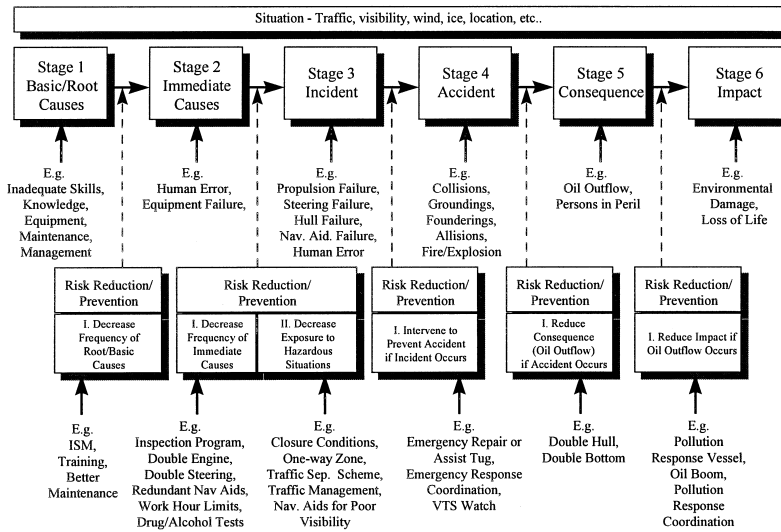 Situation - Traffic, visibility, wind, ice, location, etc..
Stage 1
Basic/Root
Causes
Stage 2
Immediate
Causes
Stage 3
Incident
Stage 4
Accident
Stage 5
Consequence
Stage 6
Impact
E.g.
Inadequate Skills,
Knowledge,
Equipment,
Maintenance,
Management
E.g.
Human Error,
Equipment Failure,
E.g.
Propulsion Failure,
Steering Failure,
Hull Failure,
Nav. Aid. Failure,
Human Error
E.g.
Collisions,
Groundings,
Founderings,
Allisions,
Fire/Explosion
E.g.
Oil Outflow,
Persons in Peril
E.g.
Environmental
Damage,
Loss of Life
Risk Reduction/
Prevention
I. Decrease
Frequency of
Root/Basic
Causes
Risk Reduction/
Prevention
I. Decrease
Frequency of
Immediate
Causes
II. Decrease
Exposure to
Hazardous
Situations
Risk Reduction/
Prevention
I. Intervene to
Prevent Accident
if Incident Occurs
Risk Reduction/
Prevention
I. Reduce
Consequence
(Oil Outflow)
if Accident Occurs
Risk Reduction/
Prevention
I. Reduce Impact if
Oil Outflow Occurs
E.g.
ISM,
Training,
Better
Maintenance
E.g.
Inspection Program,
Double Engine,
Double Steering,
Redundant Nav Aids,
Work Hour Limits,
Drug/Alcohol Tests
E.g.
Closure Conditions,
One-way Zone,
Traffic Sep. Scheme,
Traffic Management,
Nav. Aids for Poor
Visibility
E.g.
Emergency Repair or
Assist Tug,
Emergency Response
Coordination,
VTS Watch
E.g.
Double Hull,
Double Bottom
E.g.
Pollution
Response Vessel,
Oil Boom,
Pollution
Response
Coordination